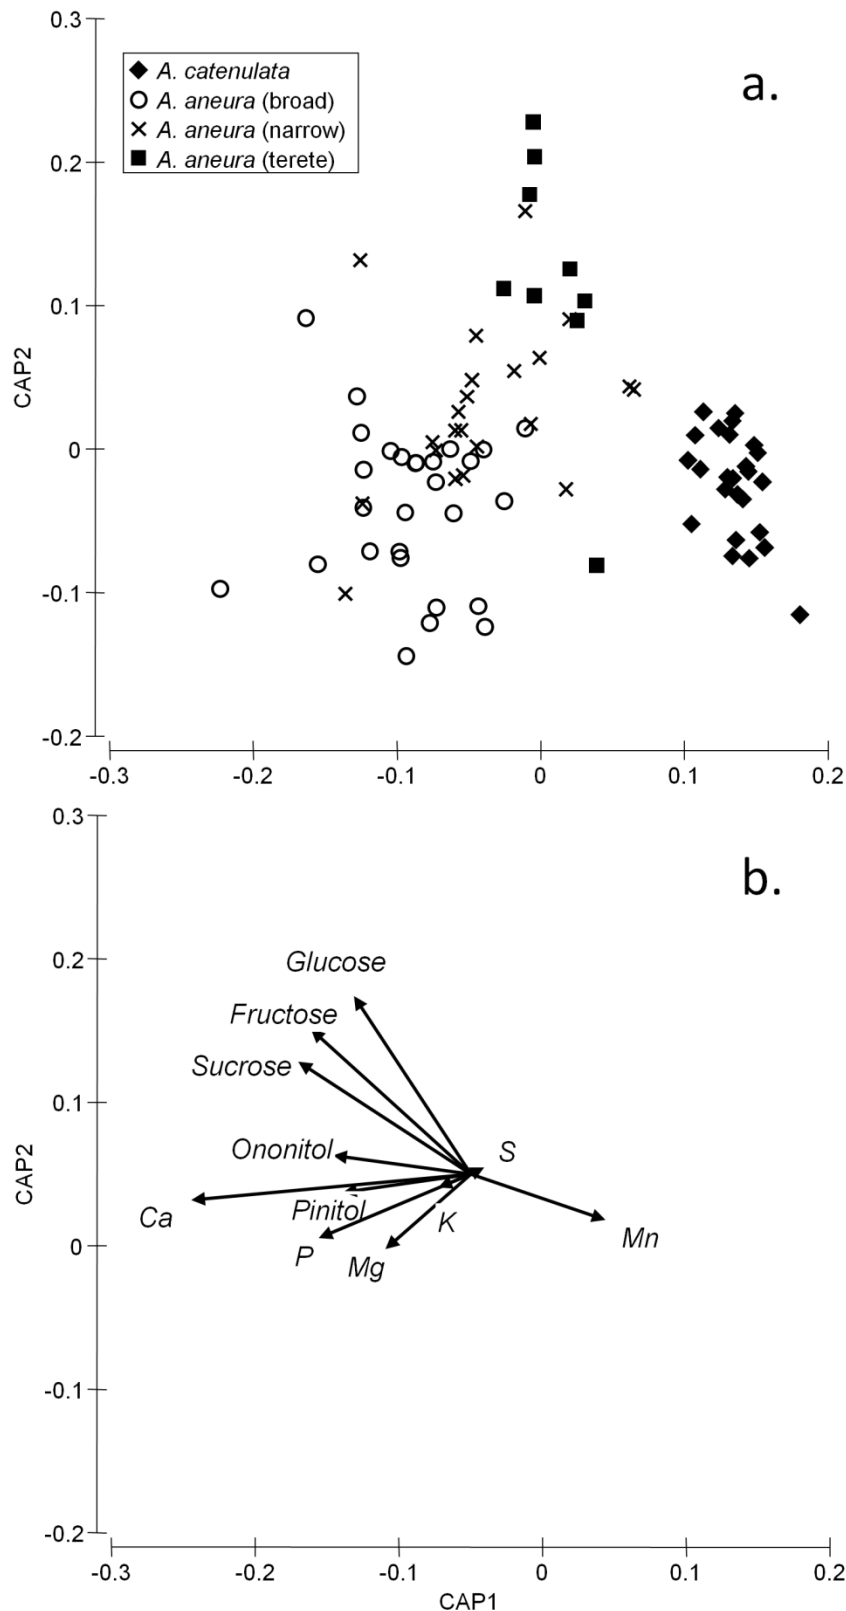 0.3
A. catenulata
A. aneura (broad)
A. aneura (narrow)
A. aneura (terete)
a.
0.2
0.1
CAP2
0
-0.1
-0.2
-0.3 -0.2 -0.1 0 0.1 0.2
0.3
b.
0.2
Glucose
Fructose
Sucrose
0.1
CAP2
Ononitol
S
Ca
Pinitol
K
Mn
P
Mg
0
-0.1
-0.2
-0.3 -0.2 -0.1 0 0.1 0.2
CAP1